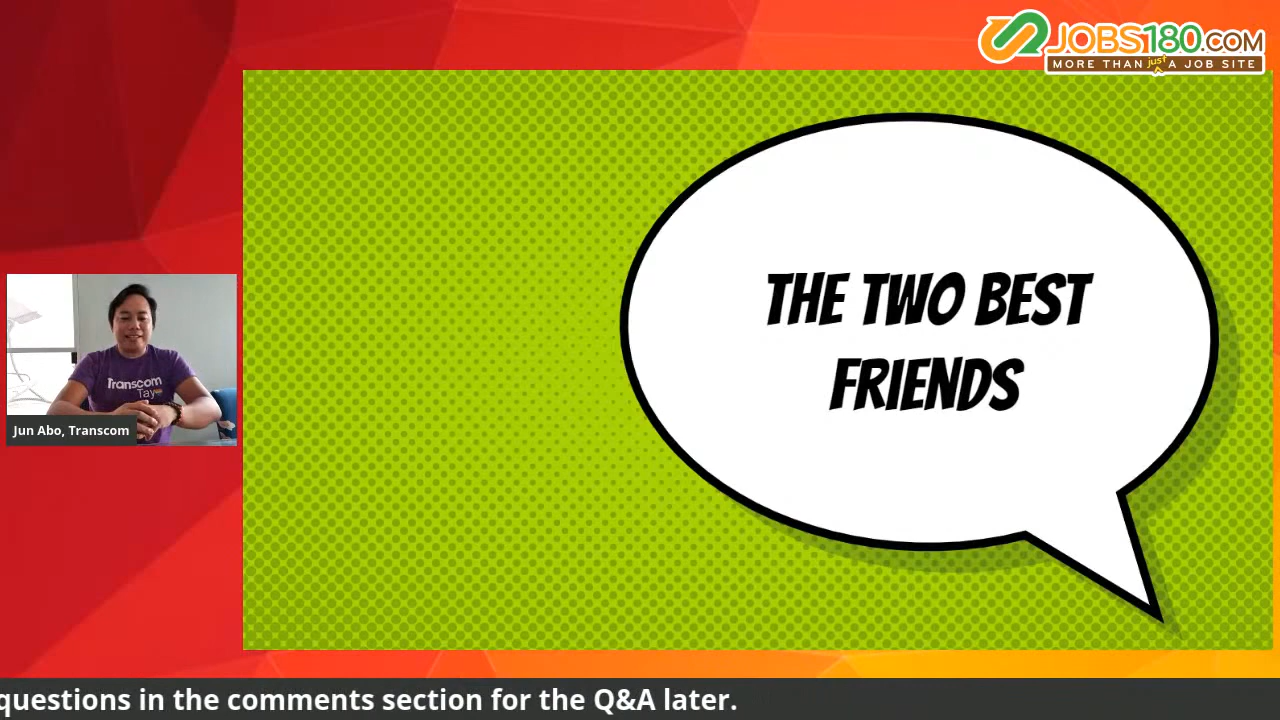 JOBS180.COM
MORE THAN just A JOB SITE
THE TWO BEST
FRIENDS
Transcom
Tayo
Jun Abo, Transcom
questions in the comments section for the Q&A later.